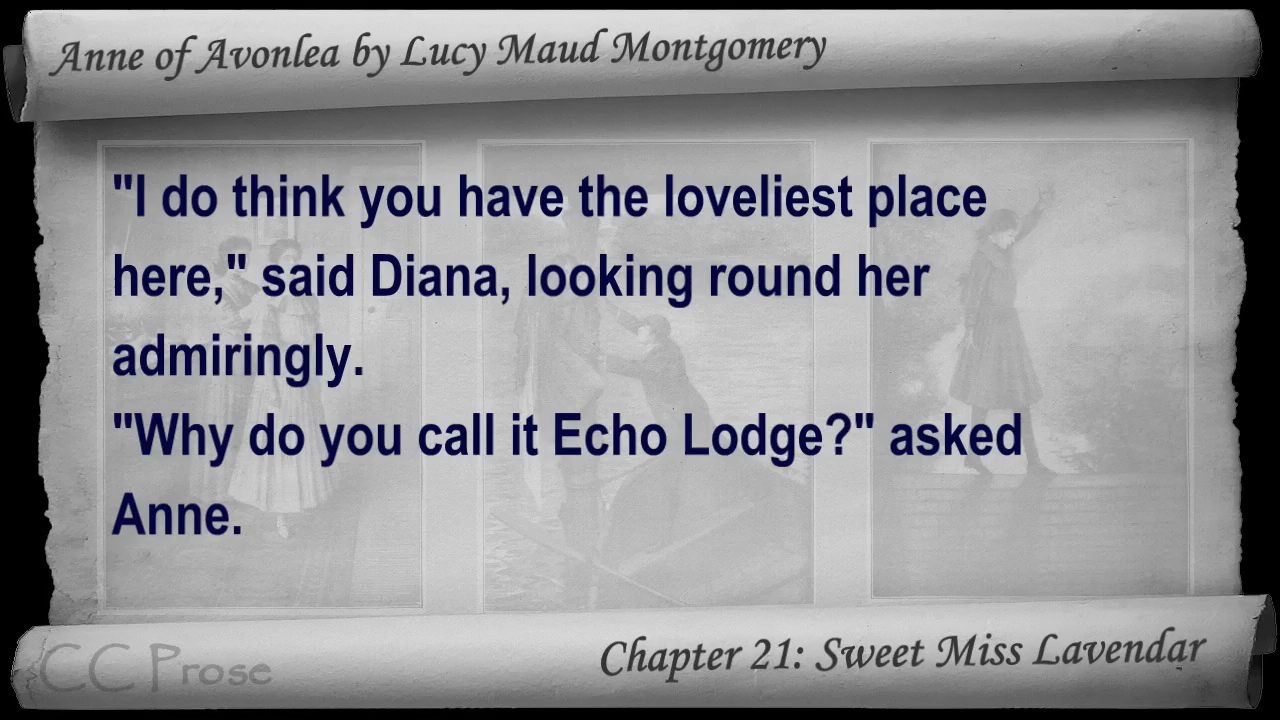 Anne of Avonlea by Lucy Maud Montgomery
"I do think you have the loveliest place
here," said Diana, looking round her
admiringly.
"Why do you call it Echo Lodge?" asked
Anne.
CC Prose
Chapter 21: Sweet Miss Lavendar